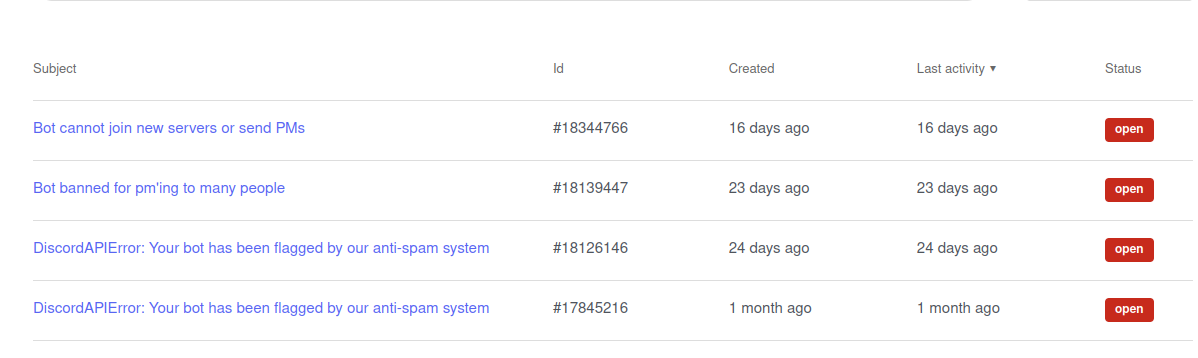 Subject Id Created Last activity ▼ Status
Bot cannot join new servers or send PMs #18344766 16 days ago 16 days ago open
Bot banned for pm'ing to many people #18139447 23 days ago 23 days ago open
DiscordAPIError: Your bot has been flagged by our anti-spam system #18126146 24 days ago 24 days ago open
DiscordAPIError: Your bot has been flagged by our anti-spam system #17845216 1 month ago 1 month ago open